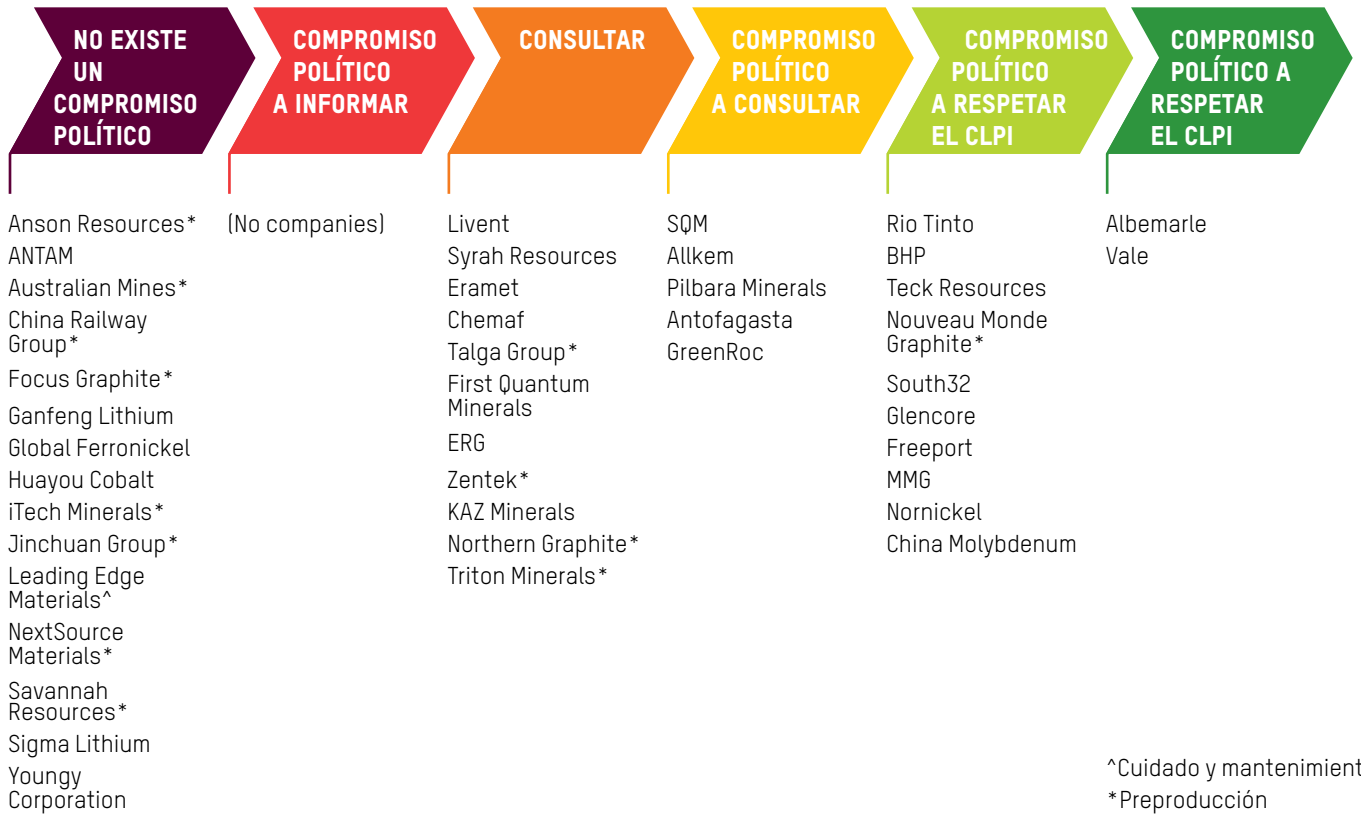 NO EXISTE
UN
COMPROMISO
POLÍTICO
COMPROMISO
POLÍTICO
A INFORMAR
CONSULTAR
COMPROMISO
POLÍTICO
A CONSULTAR
COMPROMISO
POLÍTICO
A RESPETAR
EL CLPI
COMPROMISO
POLÍTICO A
RESPETAR
EL CLPI
Anson Resources*
ANTAM
Australian Mines*
China Railway
Group*
Focus Graphite*
Ganfeng Lithium
Global Ferronickel
Huayou Cobalt
iTech Minerals*
Jinchuan Group*
Leading Edge
Materials^
NextSource
Materials*
Savannah
Resources*
Sigma Lithium
Youngy
Corporation
(No companies)
Livent
Syrah Resources
Eramet
Chemaf
Talga Group*
First Quantum
Minerals
ERG
Zentek*
KAZ Minerals
Northern Graphite*
Triton Minerals*
SQM
Allkem
Pilbara Minerals
Antofagasta
GreenRoc
Rio Tinto
BHP
Teck Resources
Nouveau Monde
Graphite*
South32
Glencore
Freeport
MMG
Nornickel
China Molybdenum
Albemarle
Vale
^Cuidado y mantenimient
*Preproducción